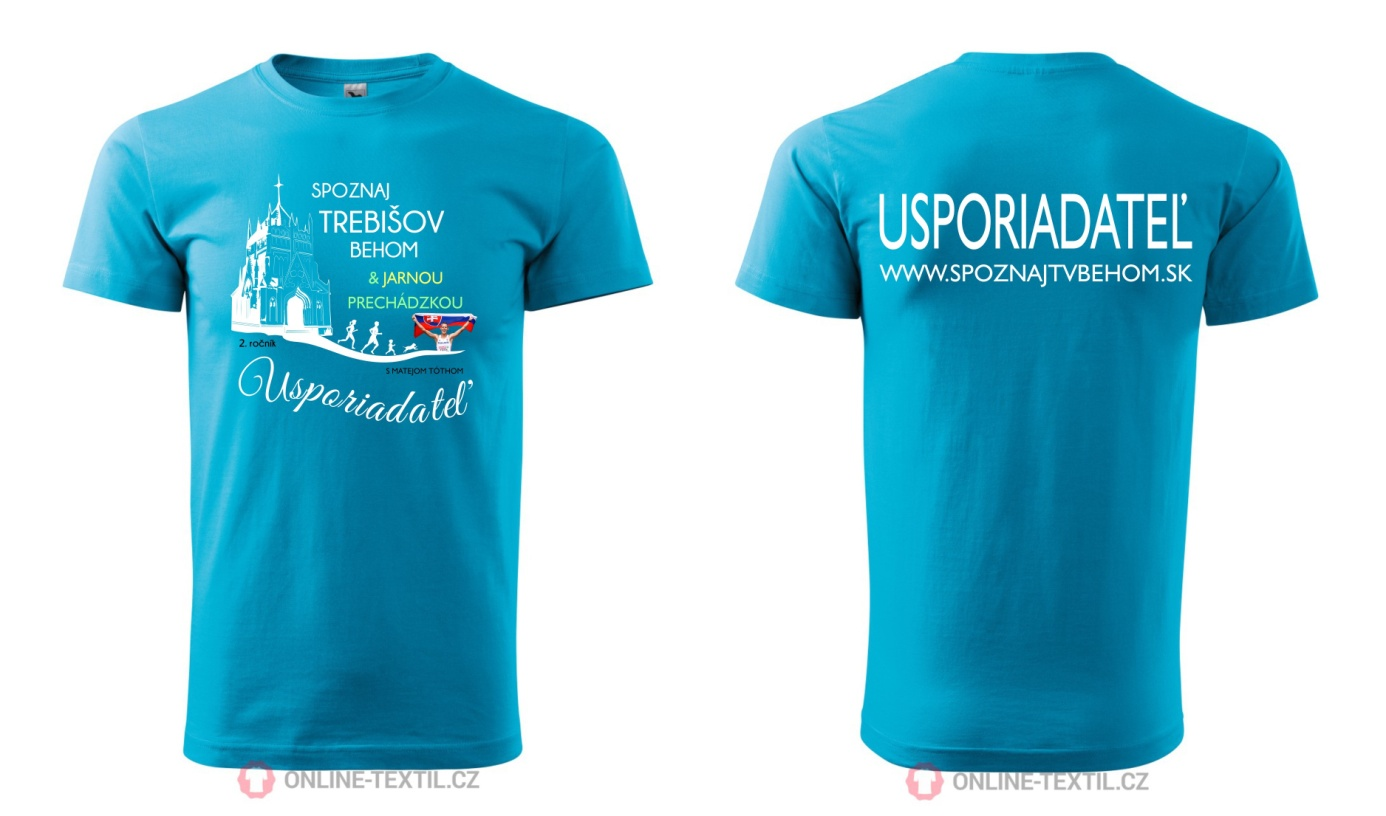 SPOZNAJ
TREBIŠOV
BEHOM
& JARNOU
PRECHÁDZKOU
2. ročník
S MATEJOM TÓTHOM
Usporiadateľ
USPORIADATEĽ
WWW.SPOZNAJTVBEHOM.SK
ONLINE-TEXTIL.CZ
ONLINE-TEXTIL.CZ